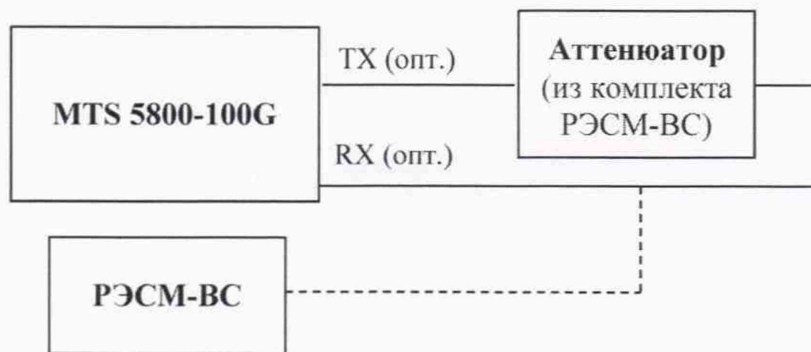 TX (опт.)
Аттенюатор
(из комплекта
РЭСМ-ВС)
MTS 5800-100G
RX (опт.)
РЭСМ-ВС